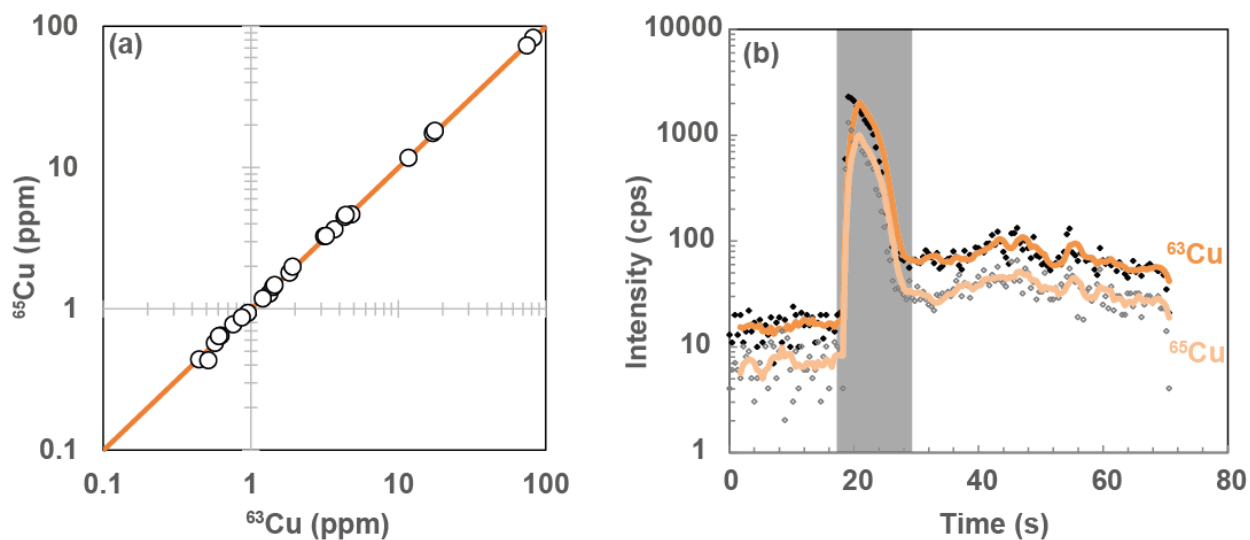 (a)
100
10
1
0.1
⁶⁵Cu (ppm)
0.1 1 10 100
⁶³Cu (ppm)
(b)
10000
1000
100
10
1
Intensity (cps)
⁶³Cu
⁶⁵Cu
0 20 40 60 80
Time (s)